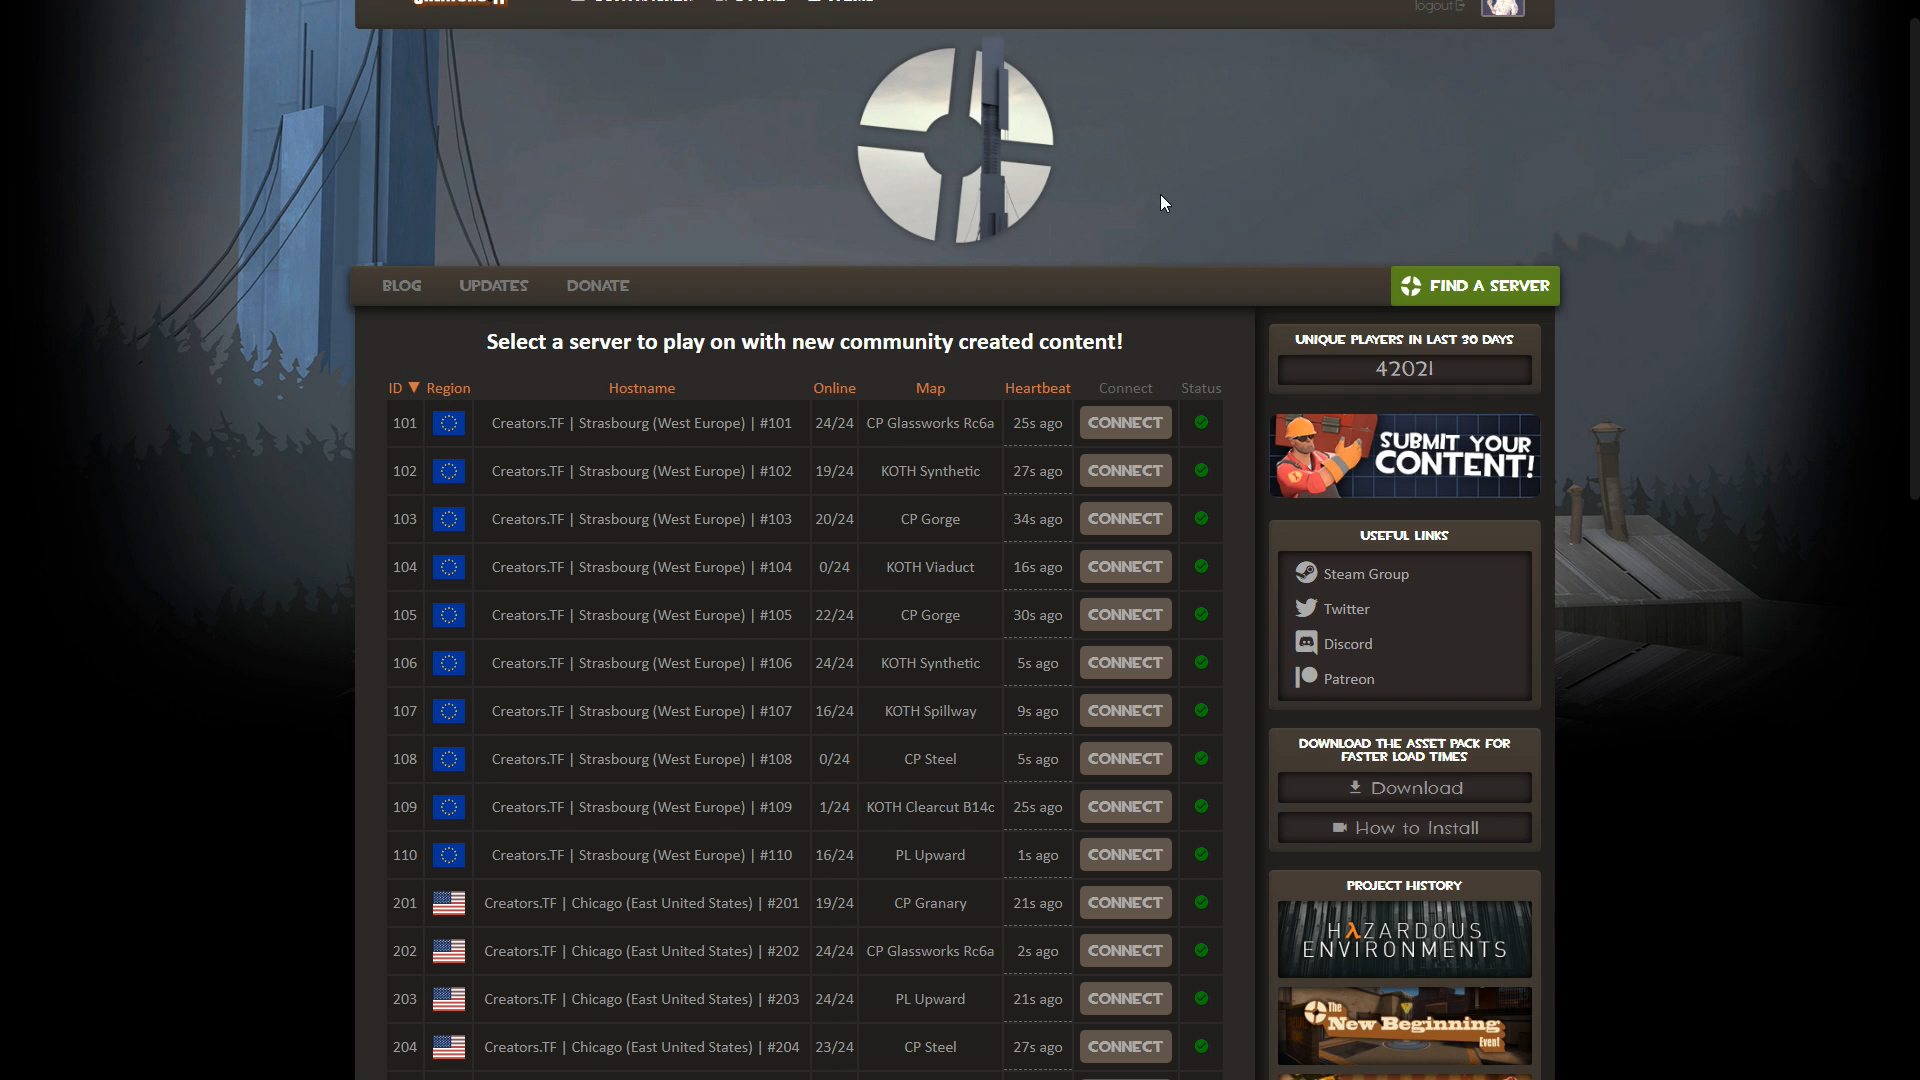 logout
BLOG UPDATES DONATE FIND A SERVER
Select a server to play on with new community created content!
ID ▼ Region Hostname Online Map Heartbeat Connect Status
101 Creators.TF | Strasbourg (West Europe) | #101 24/24 CP Glassworks Rc6a 25s ago CONNECT
102 Creators.TF | Strasbourg (West Europe) | #102 19/24 KOTH Synthetic 27s ago CONNECT
103 Creators.TF | Strasbourg (West Europe) | #103 20/24 CP Gorge 34s ago CONNECT
104 Creators.TF | Strasbourg (West Europe) | #104 0/24 KOTH Viaduct 16s ago CONNECT
105 Creators.TF | Strasbourg (West Europe) | #105 22/24 CP Gorge 30s ago CONNECT
106 Creators.TF | Strasbourg (West Europe) | #106 24/24 KOTH Synthetic 5s ago CONNECT
107 Creators.TF | Strasbourg (West Europe) | #107 16/24 KOTH Spillway 9s ago CONNECT
108 Creators.TF | Strasbourg (West Europe) | #108 0/24 CP Steel 5s ago CONNECT
109 Creators.TF | Strasbourg (West Europe) | #109 1/24 KOTH Clearcut B14c 25s ago CONNECT
110 Creators.TF | Strasbourg (West Europe) | #110 16/24 PL Upward 1s ago CONNECT
201 Creators.TF | Chicago (East United States) | #201 19/24 CP Granary 21s ago CONNECT
202 Creators.TF | Chicago (East United States) | #202 24/24 CP Glassworks Rc6a 2s ago CONNECT
203 Creators.TF | Chicago (East United States) | #203 24/24 PL Upward 21s ago CONNECT
204 Creators.TF | Chicago (East United States) | #204 23/24 CP Steel 27s ago CONNECT
UNIQUE PLAYERS IN LAST 30 DAYS
42021
SUBMIT YOUR
CONTENT!
USEFUL LINKS
Steam Group
Twitter
Discord
Patreon
DOWNLOAD THE ASSET PACK FOR
FASTER LOAD TIMES
Download
How to Install
PROJECT HISTORY
HλZARDOUS
ENVIRONMENTS
The
New Beginning
Event